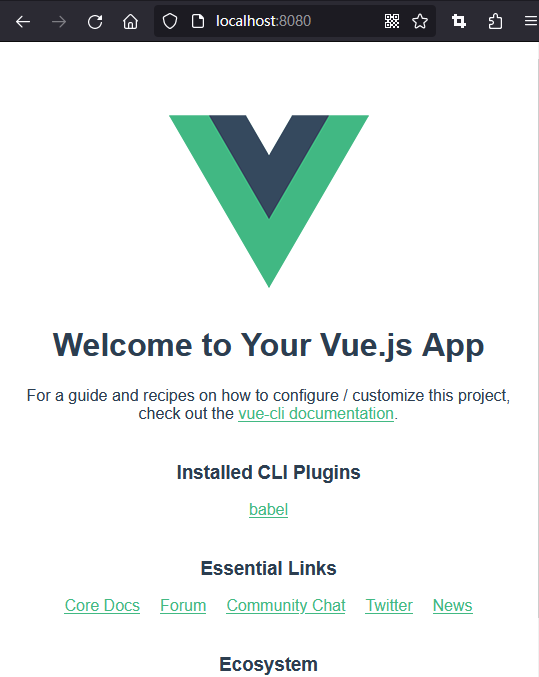 localhost:8080
Welcome to Your Vue.js App
For a guide and recipes on how to configure / customize this project,
check out the vue-cli documentation.
Installed CLI Plugins
babel
Essential Links
Core Docs Forum Community Chat Twitter News
Ecosystem